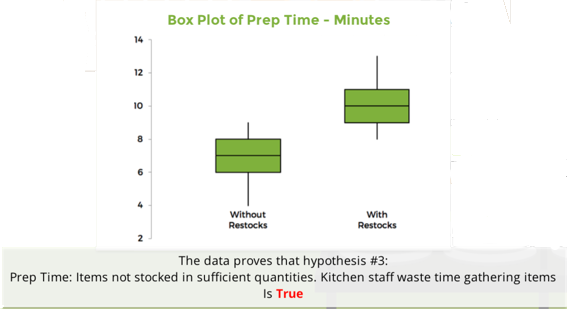 Box Plot of Prep Time - Minutes
14
12
10
8
6
4
2
Without
Restocks
With
Restocks
The data proves that hypothesis #3:
Prep Time: Items not stocked in sufficient quantities. Kitchen staff waste time gathering items
Is True